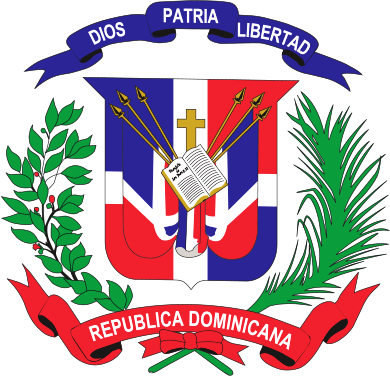 DIOS PATRIA LIBERTAD
REPUBLICA DOMINICANA